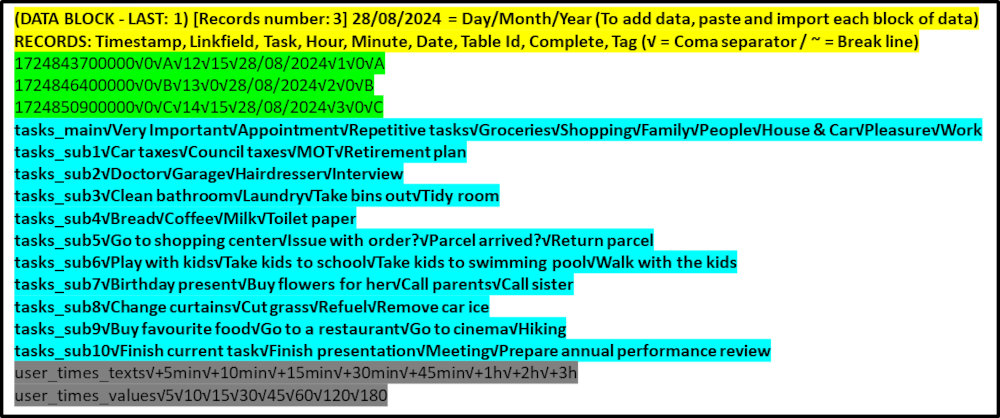 (DATA BLOCK - LAST: 1) [Records number: 3] 28/08/2024 = Day/Month/Year (To add data, paste and import each block of data)
RECORDS: Timestamp, Linkfield, Task, Hour, Minute, Date, Table Id, Complete, Tag (√ = Coma separator / ~ = Break line)
1724843700000√0√A√12√15√28/08/2024√1√0√A
1724846400000√0√B√13√0√28/08/2024√2√0√B
1724850900000√0√C√14√15√28/08/2024√3√0√C
tasks_main√Very Important√Appointment√Repetitive tasks√Groceries√Shopping√Family√People√House & Car√Pleasure√Work
tasks_sub1√Car taxes√Council taxes√MOT√Retirement plan
tasks_sub2√Doctor√Garage√Hairdresser√Interview
tasks_sub3√Clean bathroom√Laundry√Take bins out√Tidy room
tasks_sub4√Bread√Coffee√Milk√Toilet paper
tasks_sub5√Go to shopping center√Issue with order?√Parcel arrived?√Return parcel
tasks_sub6√Play with kids√Take kids to school√Take kids to swimming pool√Walk with the kids
tasks_sub7√Birthday present√Buy flowers for her√Call parents√Call sister
tasks_sub8√Change curtains√Cut grass√Refuel√Remove car ice
tasks_sub9√Buy favourite food√Go to a restaurant√Go to cinema√Hiking
tasks_sub10√Finish current task√Finish presentation√Meeting√Prepare annual performance review
user_times_texts√+5min√+10min√+15min√+30min√+45min√+1h√+2h√+3h
user_times_values√5√10√15√30√45√60√120√180